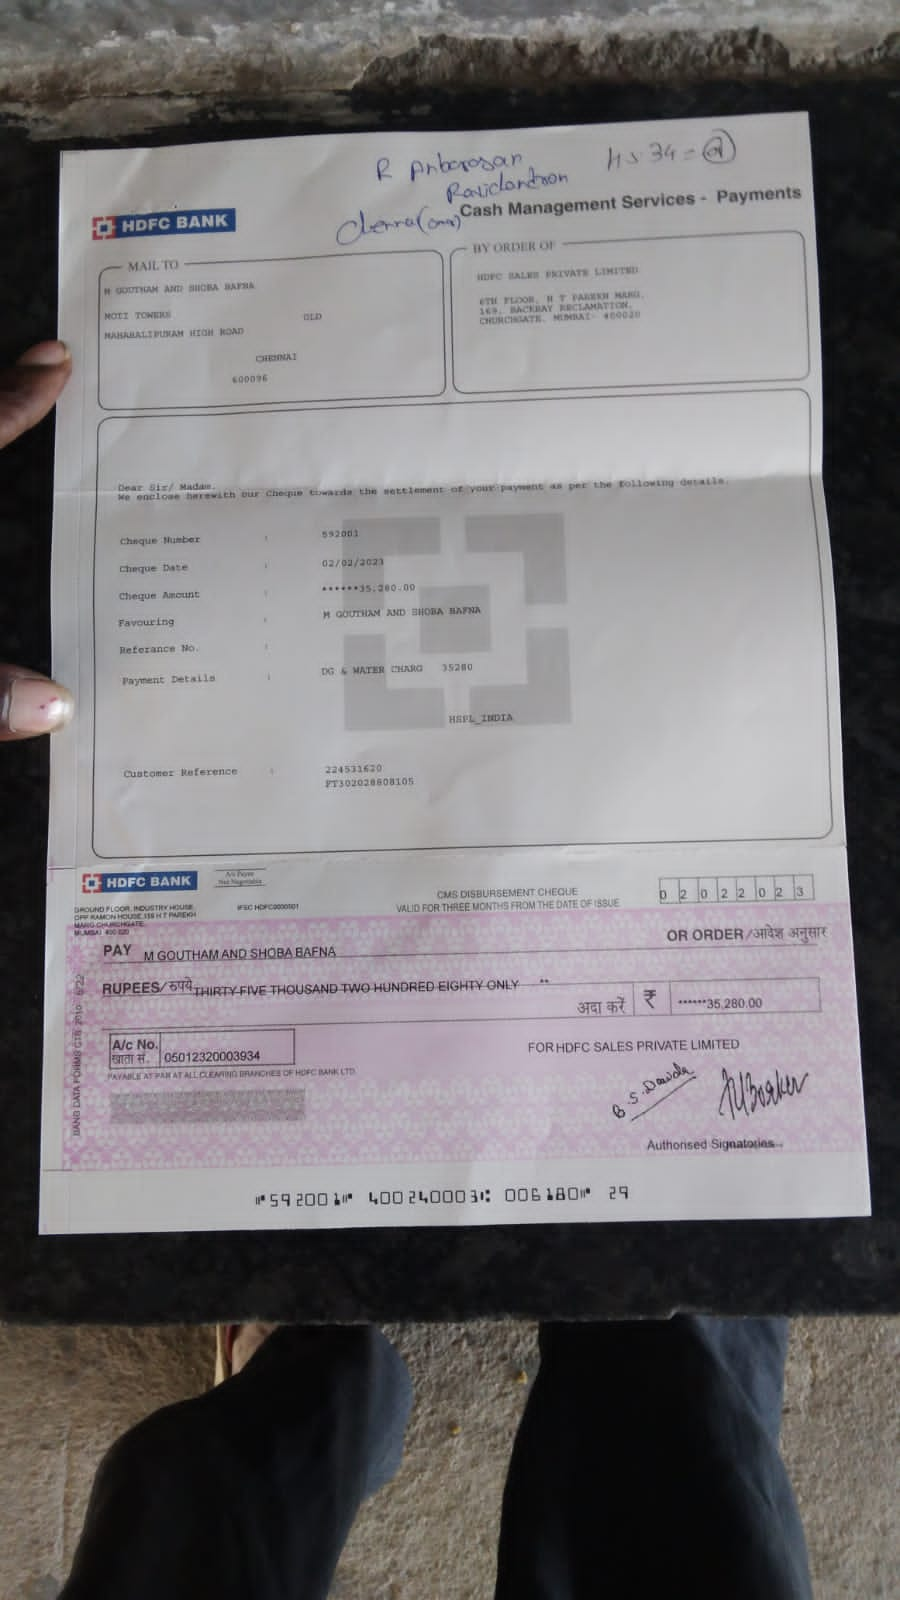 R Anbarasan
Ravichandran
Chennai
HDFC BANK
Cash Management Services - Payments
MAIL TO
M GOUTHAM AND SHOBA BAFNA
MOTI TOWERS OLD
MAHABALIPURAM HIGH ROAD
CHENNAI
600096
BY ORDER OF
HDFC SALES PRIVATE LIMITED
6TH FLOOR, H T PAREKH MARG,
169, BACKBAY RECLAMATION,
CHURCHGATE, MUMBAI- 400020
Dear Sir/ Madam,
We enclose herewith our Cheque towards the settlement of your payment as per the following details.
Cheque Number : 592001
Cheque Date : 02/02/2023
Cheque Amount : ******35,280.00
Favouring : M GOUTHAM AND SHOBA BAFNA
Referance No. :
Payment Details : DG & WATER CHARG 35280
HSPL_INDIA
Customer Reference : 224531620
FT302028808105
HDFC BANK
A/c Payee
Not Negotiable
GROUND FLOOR, INDUSTRY HOUSE,
OPP RAMON HOUSE,159 H T PAREKH
MARG,CHURCHGATE,
MUMBAI 400 020
IFSC HDFC0000001
CMS DISBURSEMENT CHEQUE
VALID FOR THREE MONTHS FROM THE DATE OF ISSUE
0 2 0 2 2 0 2 3
PAY M GOUTHAM AND SHOBA BAFNA
OR ORDER /आदेश अनुसार
RUPEES/ रुपये THIRTY FIVE THOUSAND TWO HUNDRED EIGHTY ONLY **
अदा करें ₹ ******35,280.00
A/c No.
खाता सं. 05012320003934
PAYABLE AT PAR AT ALL CLEARING BRANCHES OF HDFC BANK LTD.
FOR HDFC SALES PRIVATE LIMITED
Authorised Signatories
⑈592001⑈ 400240003⑆ 006180⑈ 29